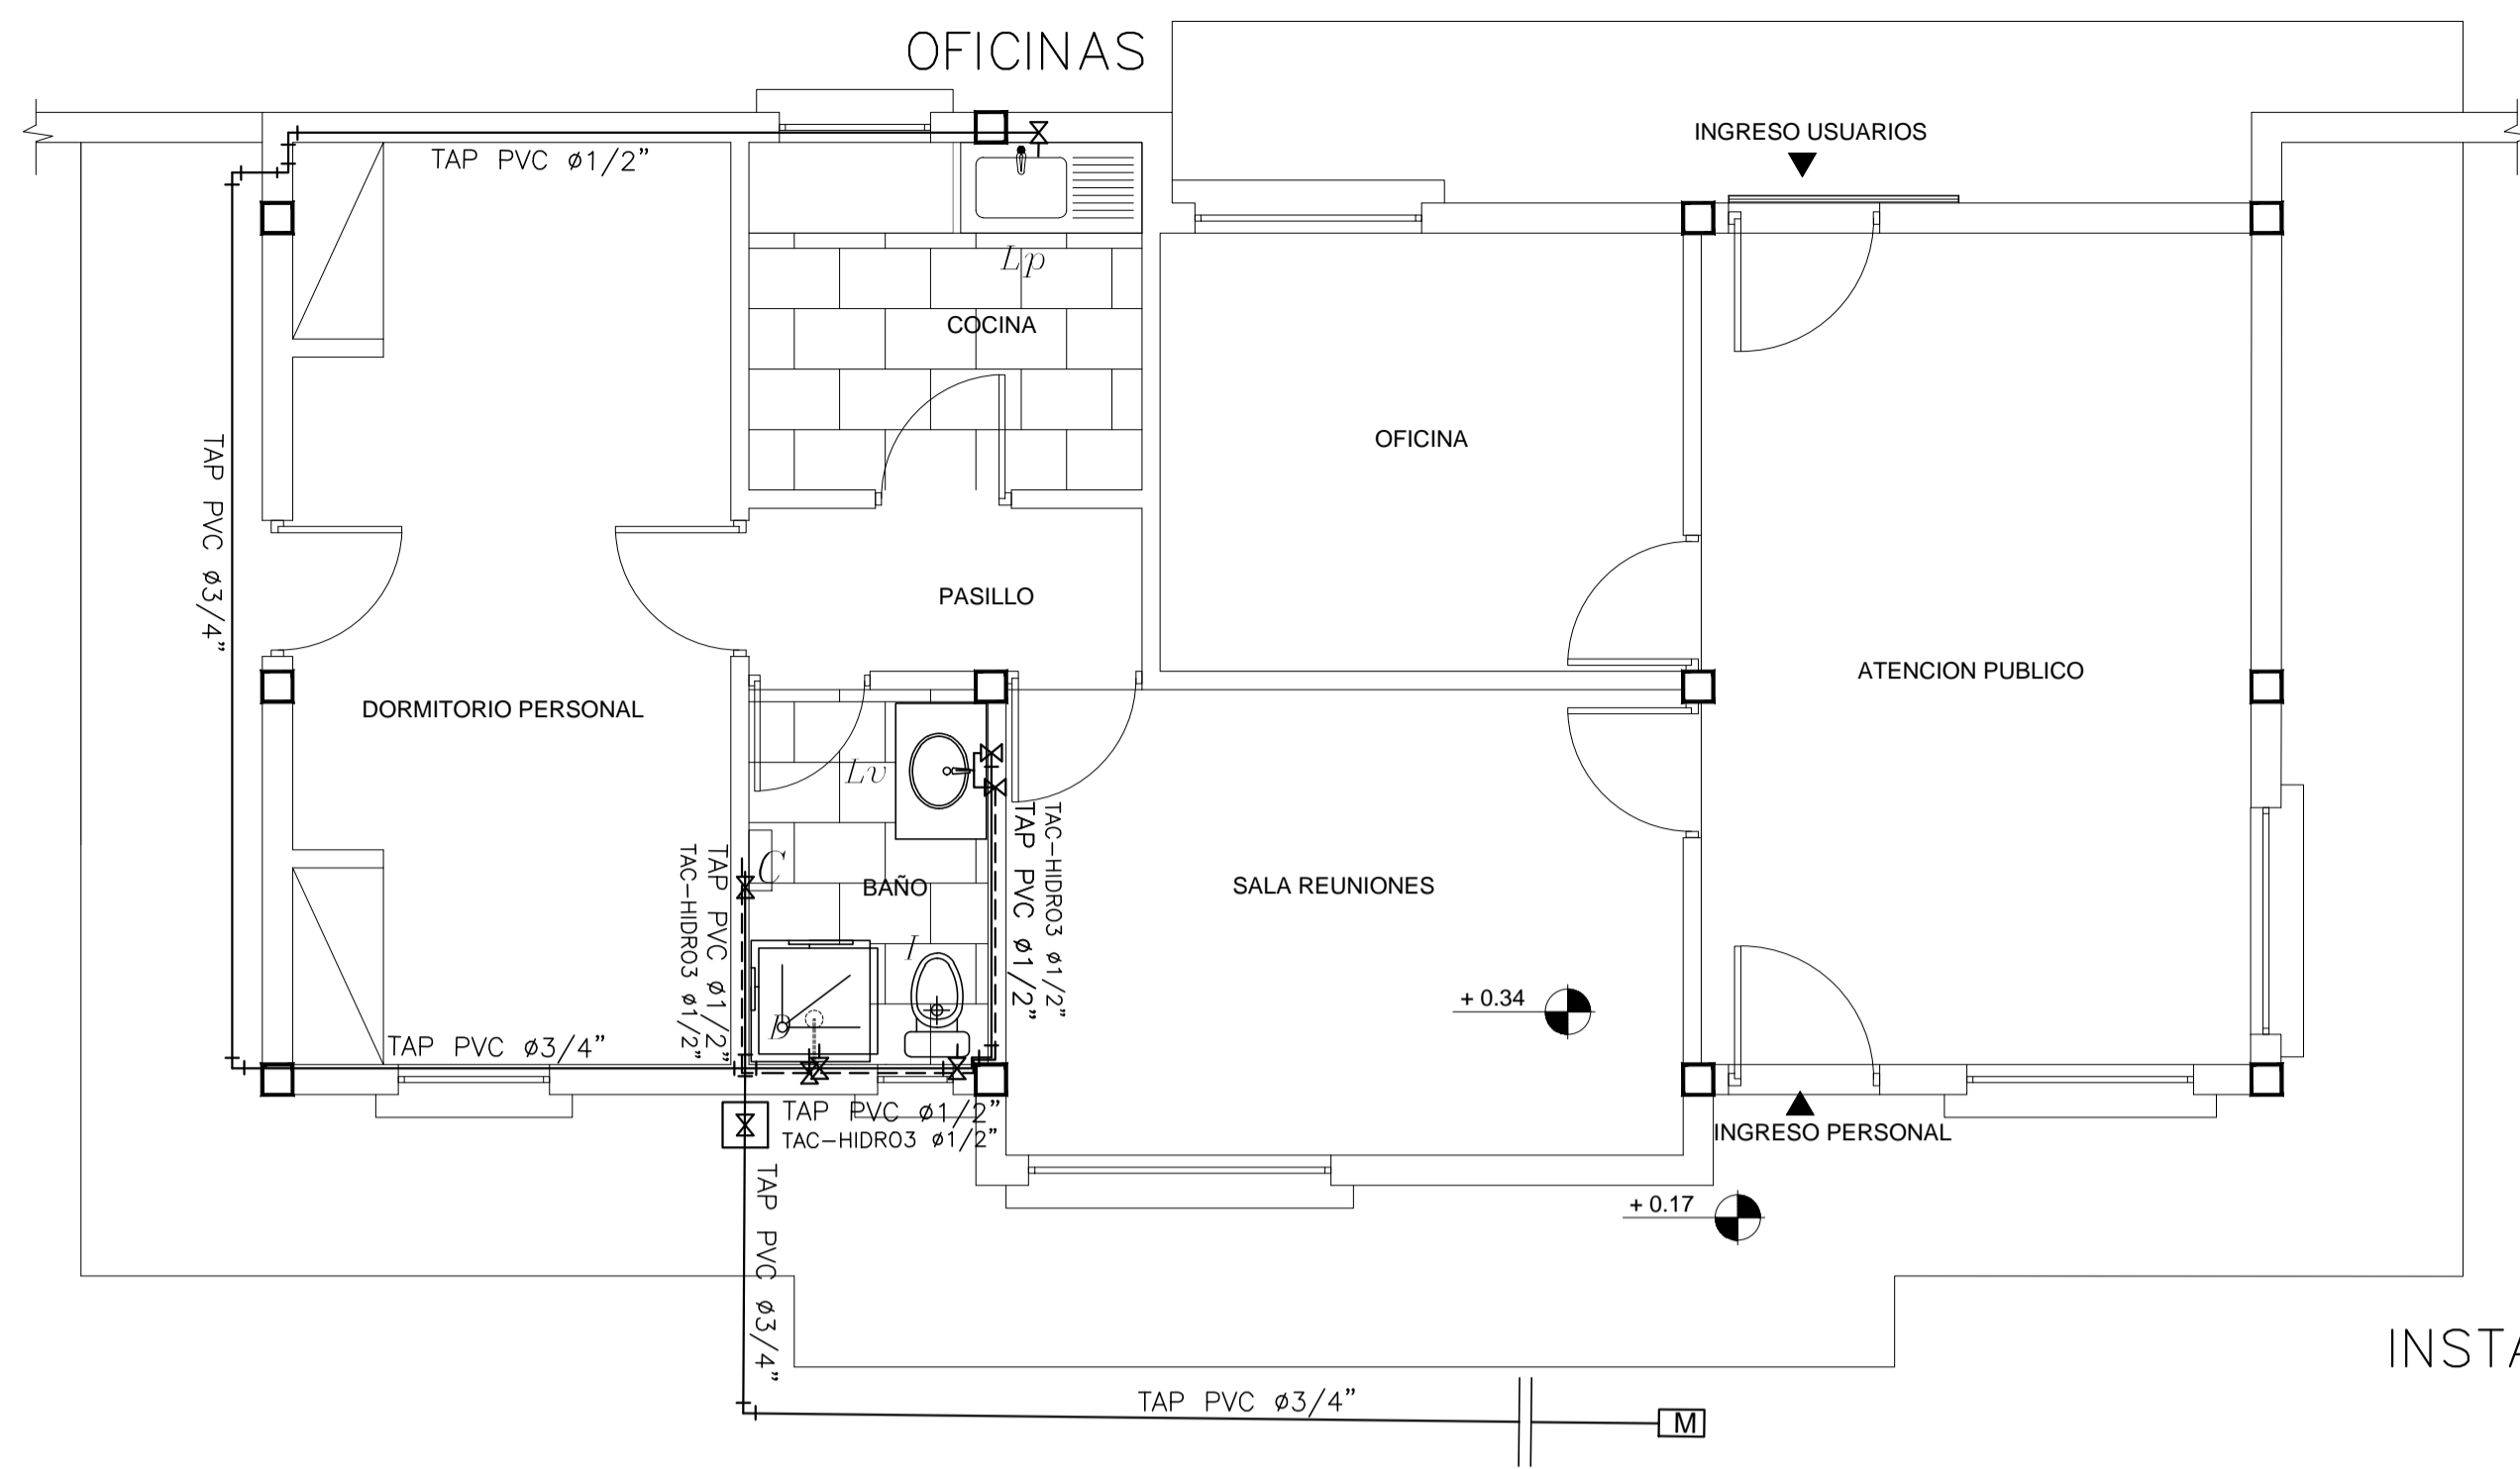 OFICINAS
INGRESO USUARIOS
TAP PVC ø1/2"
Lp
COCINA
OFICINA
TAP PVC ø3/4"
PASILLO
ATENCION PUBLICO
DORMITORIO PERSONAL
Lv
TAP PVC ø1/2"
TAC-HIDRO3 ø1/2"
C
BAÑO
TAP PVC ø1/2"
TAC-HIDRO3 ø1/2"
SALA REUNIONES
I
+ 0.34
D
TAP PVC ø3/4"
TAP PVC ø1/2"
TAC-HIDRO3 ø1/2"
INGRESO PERSONAL
TAP PVC ø3/4"
+ 0.17
INSTA
TAP PVC ø3/4"
M